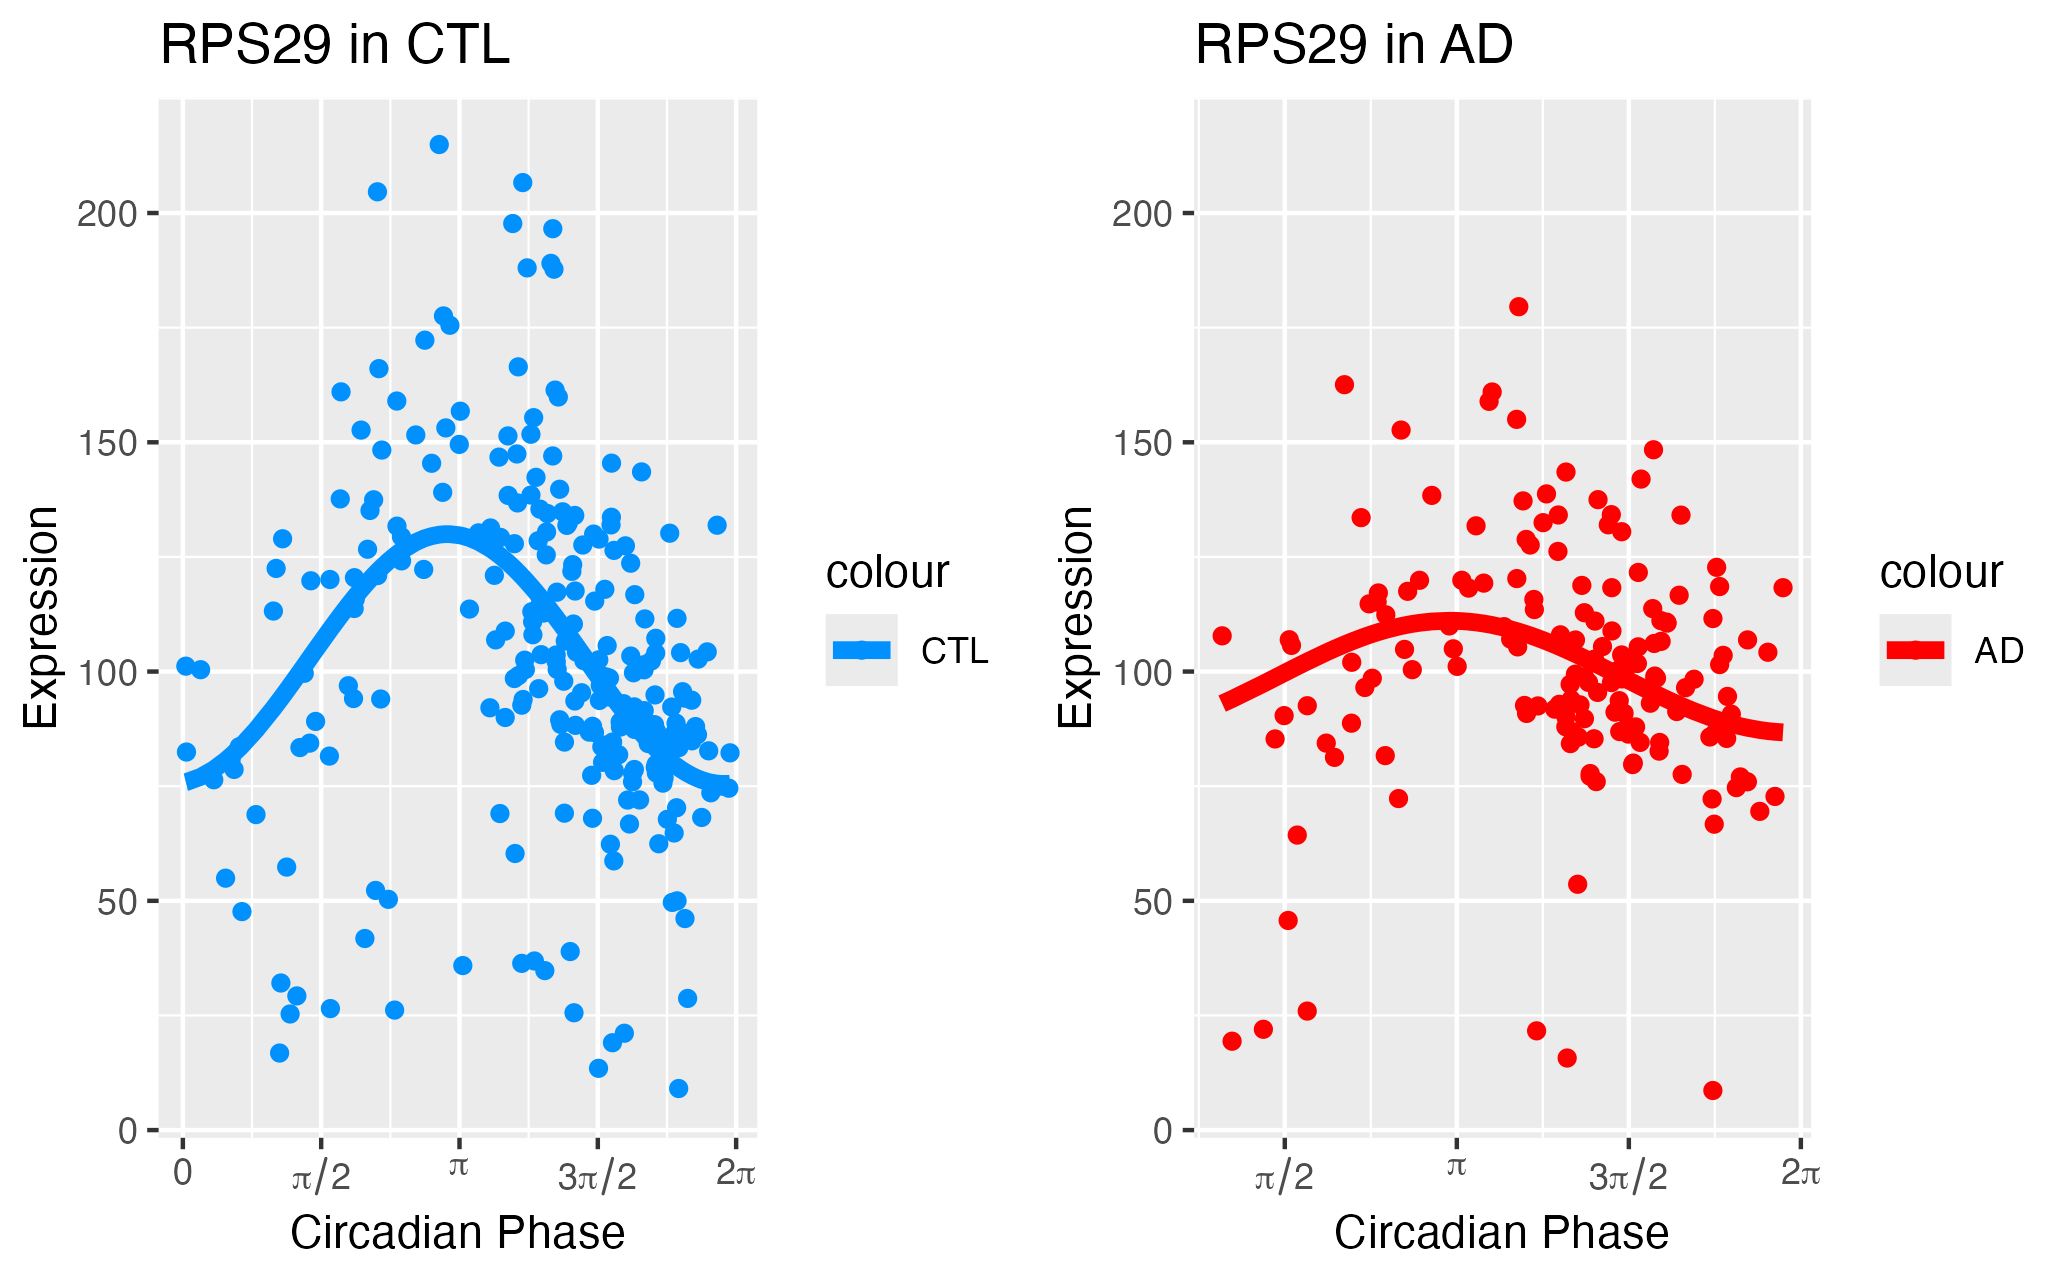 RPS29 in CTL
Expression
200
150
100
50
0
0 π/2 π 3π/2 2π
Circadian Phase
colour
CTL
RPS29 in AD
Expression
200
150
100
50
0
π/2 π 3π/2 2π
Circadian Phase
colour
AD